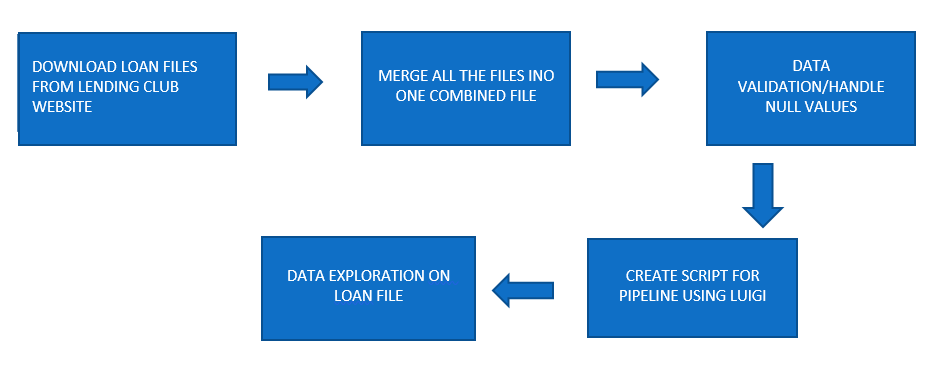 DOWNLOAD LOAN FILES
FROM LENDING CLUB
WEBSITE
MERGE ALL THE FILES INO
ONE COMBINED FILE
DATA
VALIDATION/HANDLE
NULL VALUES
CREATE SCRIPT FOR
PIPELINE USING LUIGI
DATA EXPLORATION ON
LOAN FILE